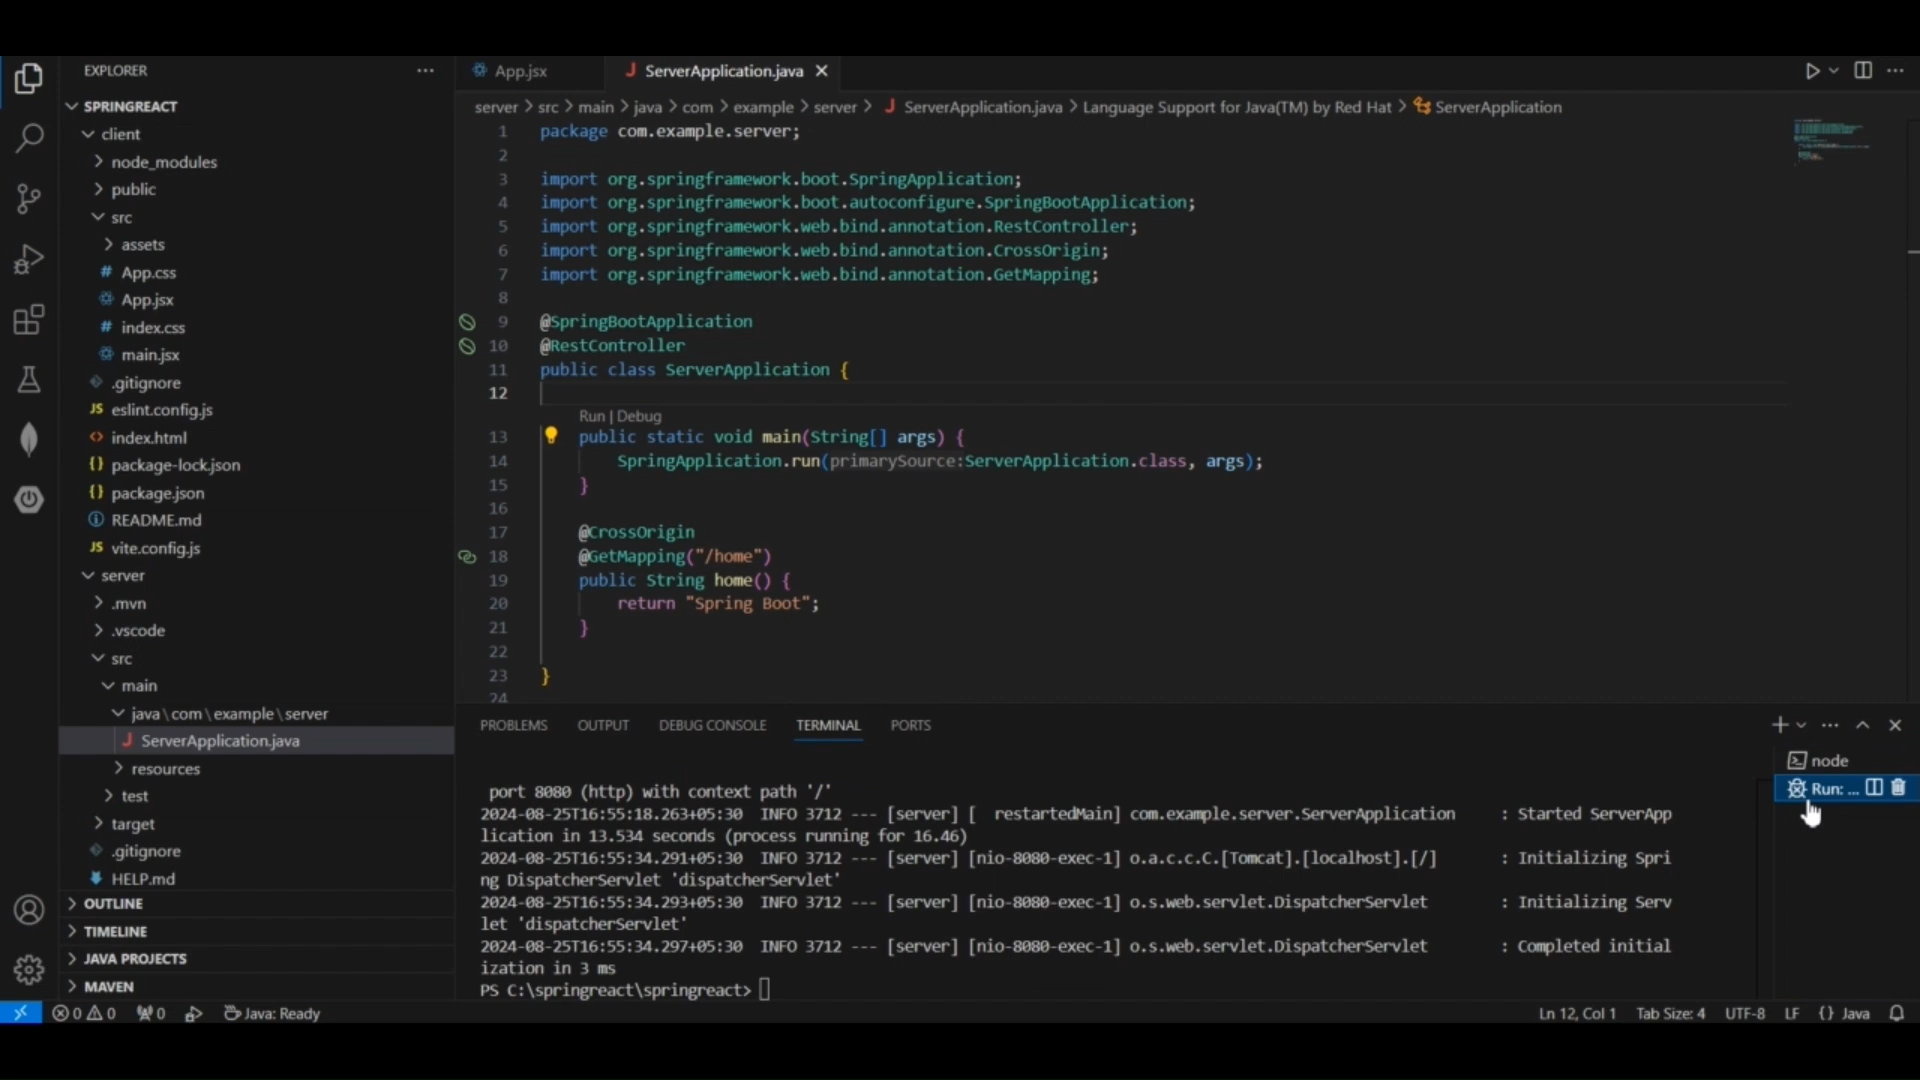 EXPLORER
SPRINGREACT
client
node_modules
public
src
assets
# App.css
App.jsx
# index.css
main.jsx
.gitignore
JS eslint.config.js
<> index.html
{} package-lock.json
{} package.json
README.md
JS vite.config.js
server
.mvn
.vscode
src
main
java\com\example\server
J ServerApplication.java
resources
test
target
.gitignore
HELP.md
OUTLINE
TIMELINE
JAVA PROJECTS
MAVEN
App.jsx
J ServerApplication.java
server > src > main > java > com > example > server > J ServerApplication.java > Language Support for Java(TM) by Red Hat > ServerApplication
1 package com.example.server;
2
3 import org.springframework.boot.SpringApplication;
4 import org.springframework.boot.autoconfigure.SpringBootApplication;
5 import org.springframework.web.bind.annotation.RestController;
6 import org.springframework.web.bind.annotation.CrossOrigin;
7 import org.springframework.web.bind.annotation.GetMapping;
8
9 @SpringBootApplication
10 @RestController
11 public class ServerApplication {
12
Run | Debug
13 public static void main(String[] args) {
14 SpringApplication.run(primarySource:ServerApplication.class, args);
15 }
16
17 @CrossOrigin
18 @GetMapping("/home")
19 public String home() {
20 return "Spring Boot";
21 }
22
23 }
24
PROBLEMS OUTPUT DEBUG CONSOLE TERMINAL PORTS
port 8080 (http) with context path '/'
2024-08-25T16:55:18.263+05:30 INFO 3712 --- [server] [ restartedMain] com.example.server.ServerApplication : Started ServerApp
lication in 13.534 seconds (process running for 16.46)
2024-08-25T16:55:34.291+05:30 INFO 3712 --- [server] [nio-8080-exec-1] o.a.c.c.C.[Tomcat].[localhost].[/] : Initializing Spri
ng DispatcherServlet 'dispatcherServlet'
2024-08-25T16:55:34.293+05:30 INFO 3712 --- [server] [nio-8080-exec-1] o.s.web.servlet.DispatcherServlet : Initializing Serv
let 'dispatcherServlet'
2024-08-25T16:55:34.297+05:30 INFO 3712 --- [server] [nio-8080-exec-1] o.s.web.servlet.DispatcherServlet : Completed initial
ization in 3 ms
PS C:\springreact\springreact>
node
Run: ...
0 0 0 Java: Ready
Ln 12, Col 1 Tab Size: 4 UTF-8 LF {} Java